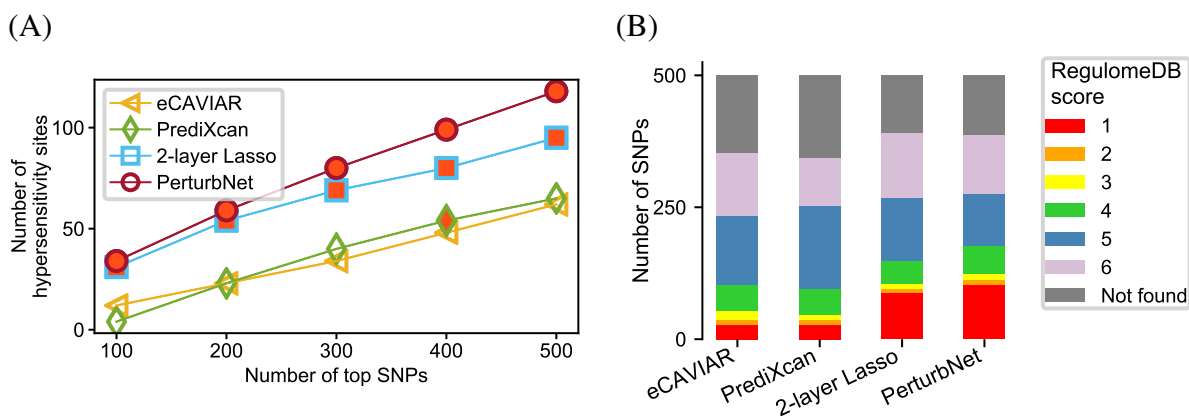 (A)
Number of
hypersensitivity sites
100
50
0
eCAVIAR
PrediXcan
2-layer Lasso
PerturbNet
100 200 300 400 500
Number of top SNPs
(B)
Number of SNPs
500
250
0
eCAVIAR
PrediXcan
2-layer Lasso
PerturbNet
RegulomeDB
score
1
2
3
4
5
6
Not found